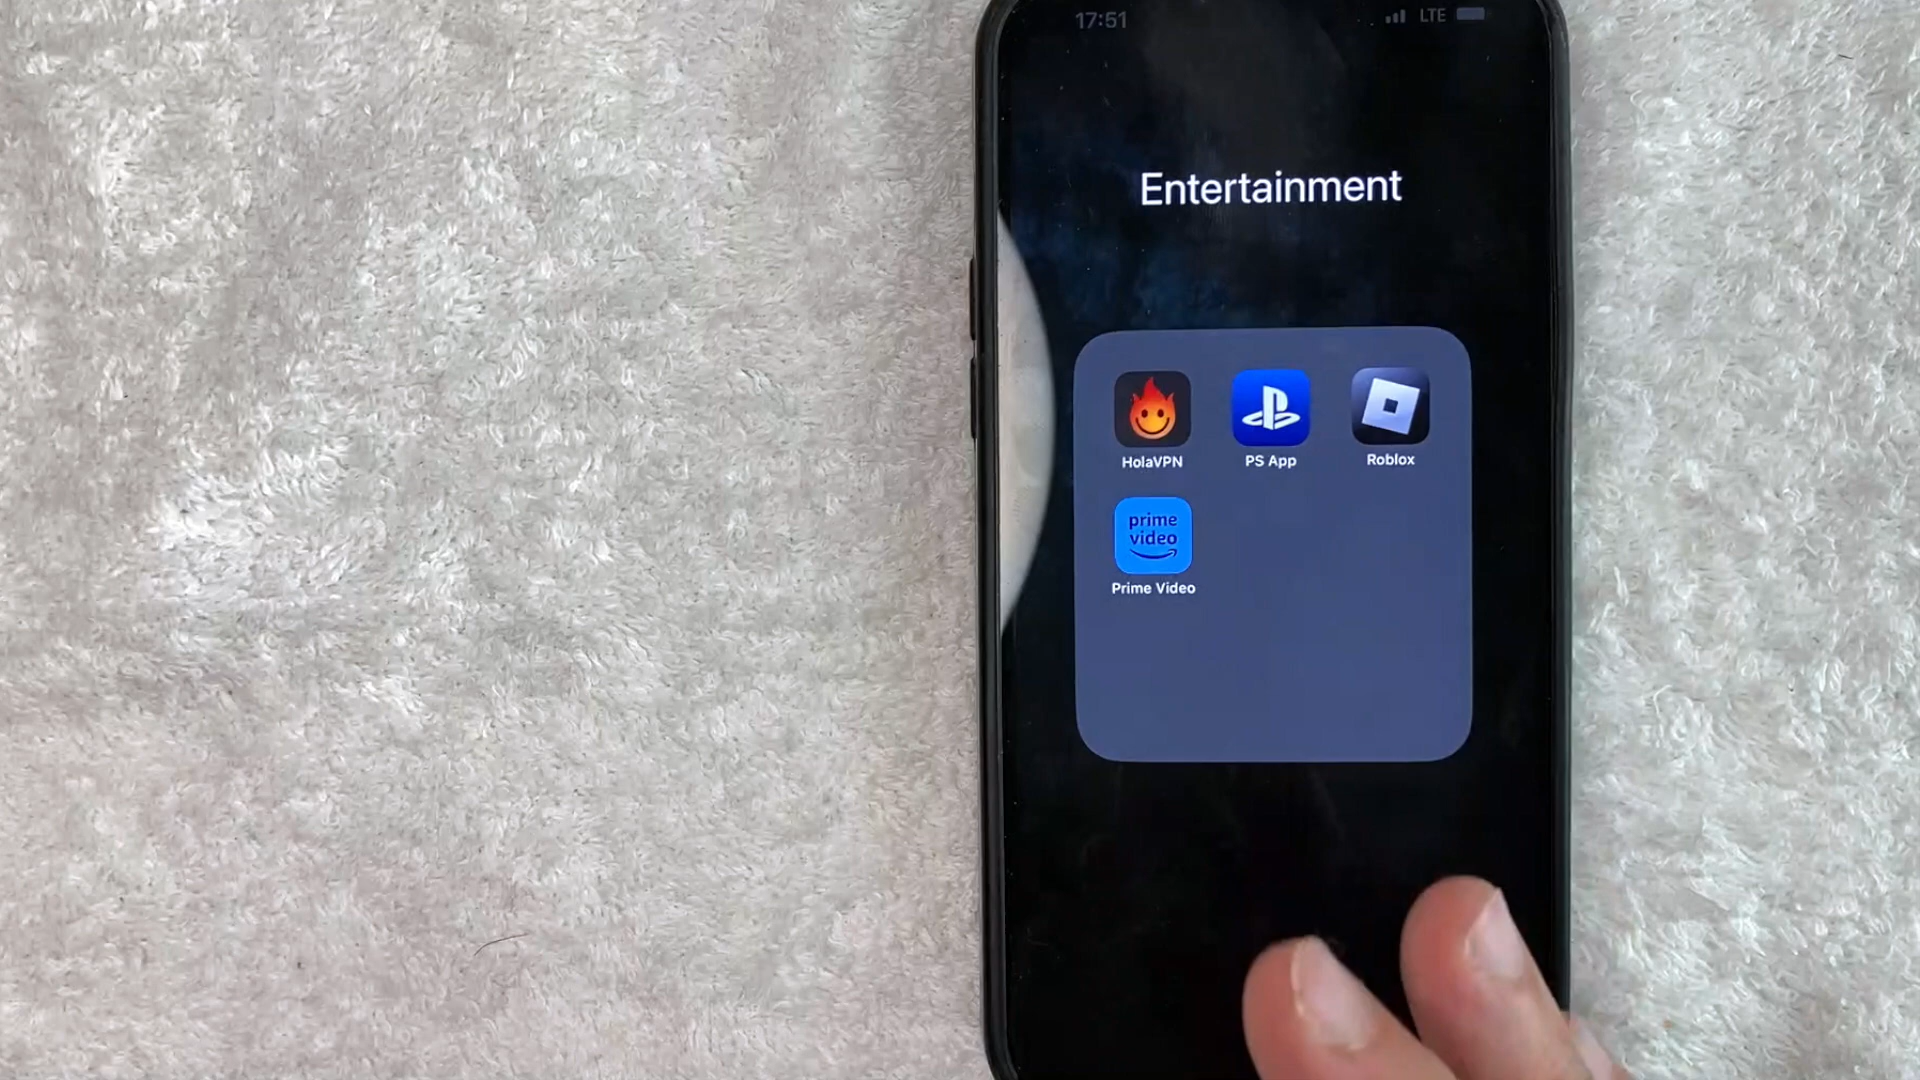 17:51
LTE
Entertainment
HolaVPN
PS App
Roblox
prime
video
Prime Video